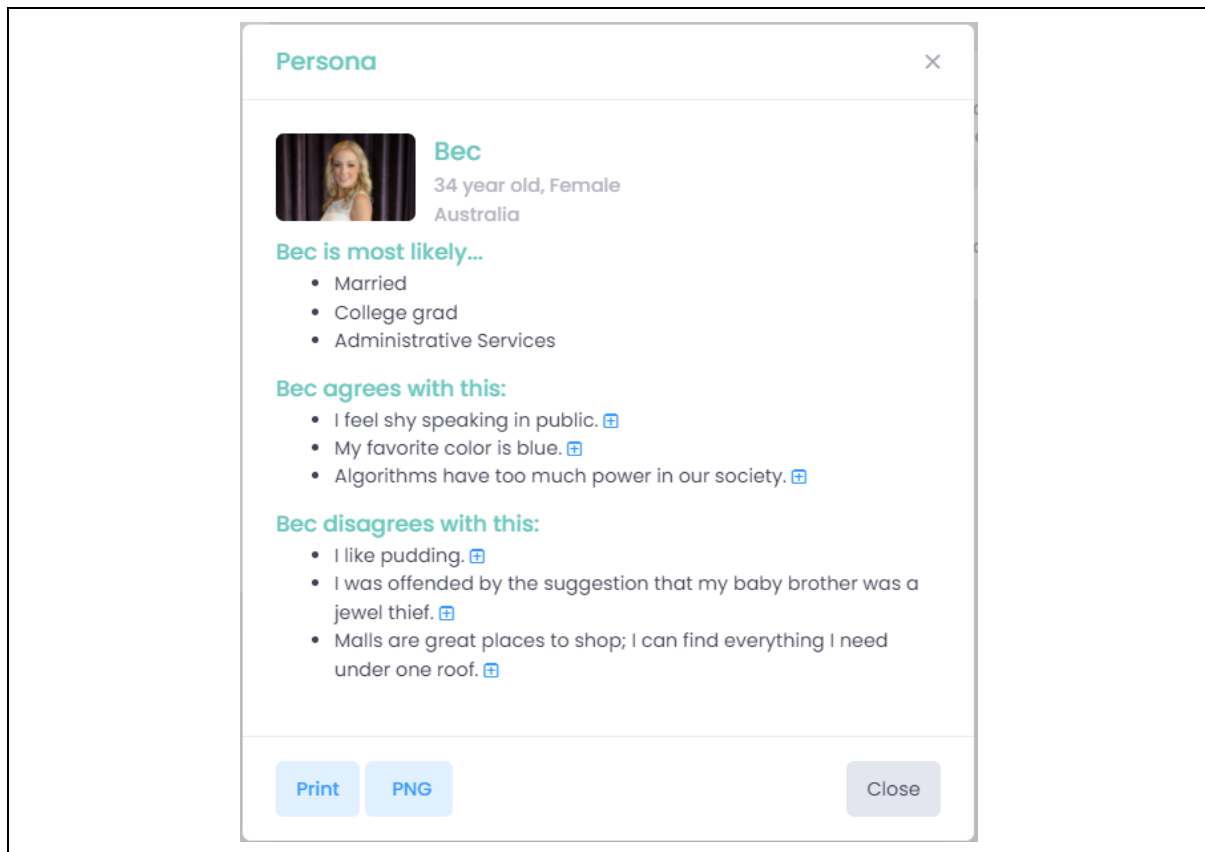 Persona
Bec
34 year old, Female
Australia
Bec is most likely...
• Married
• College grad
• Administrative Services
Bec agrees with this:
• I feel shy speaking in public.
• My favorite color is blue.
• Algorithms have too much power in our society.
Bec disagrees with this:
• I like pudding.
• I was offended by the suggestion that my baby brother was a
jewel thief.
• Malls are great places to shop; I can find everything I need
under one roof.
Print PNG Close